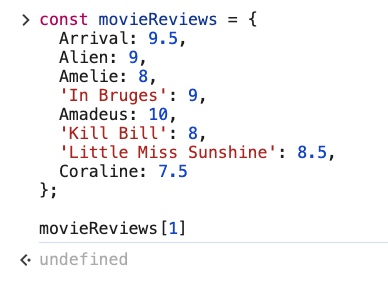 > const movieReviews = {
  Arrival: 9.5,
  Alien: 9,
  Amelie: 8,
  'In Bruges': 9,
  Amadeus: 10,
  'Kill Bill': 8,
  'Little Miss Sunshine': 8.5,
  Coraline: 7.5
};

movieReviews[1]
undefined